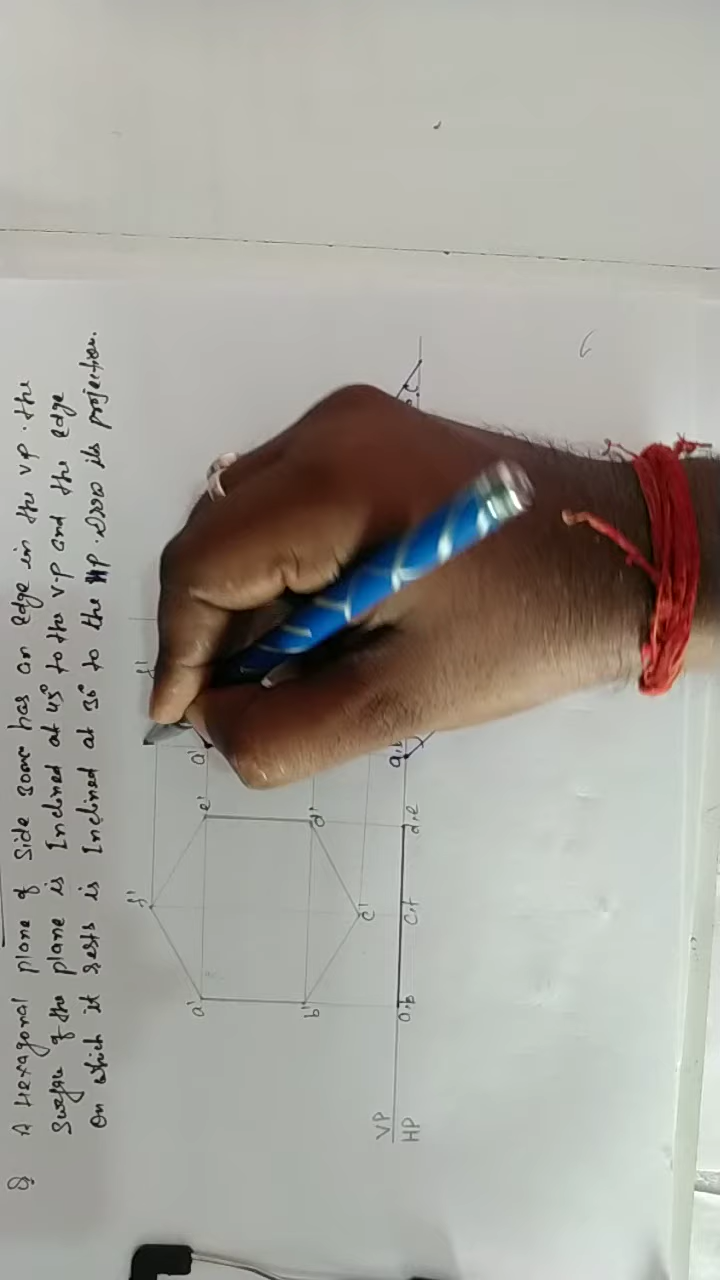 Q A Hexagonal plane of Side 30mm has an edge in the VP. the
Surface of the plane is Inclined at 45° to the V.P and the edge
on which it rests is Inclined at 30° to the HP. Draw its projection.
f' f'
a' e' a'
b' d'
c'
VP
HP
a,b c,f d,e a,b